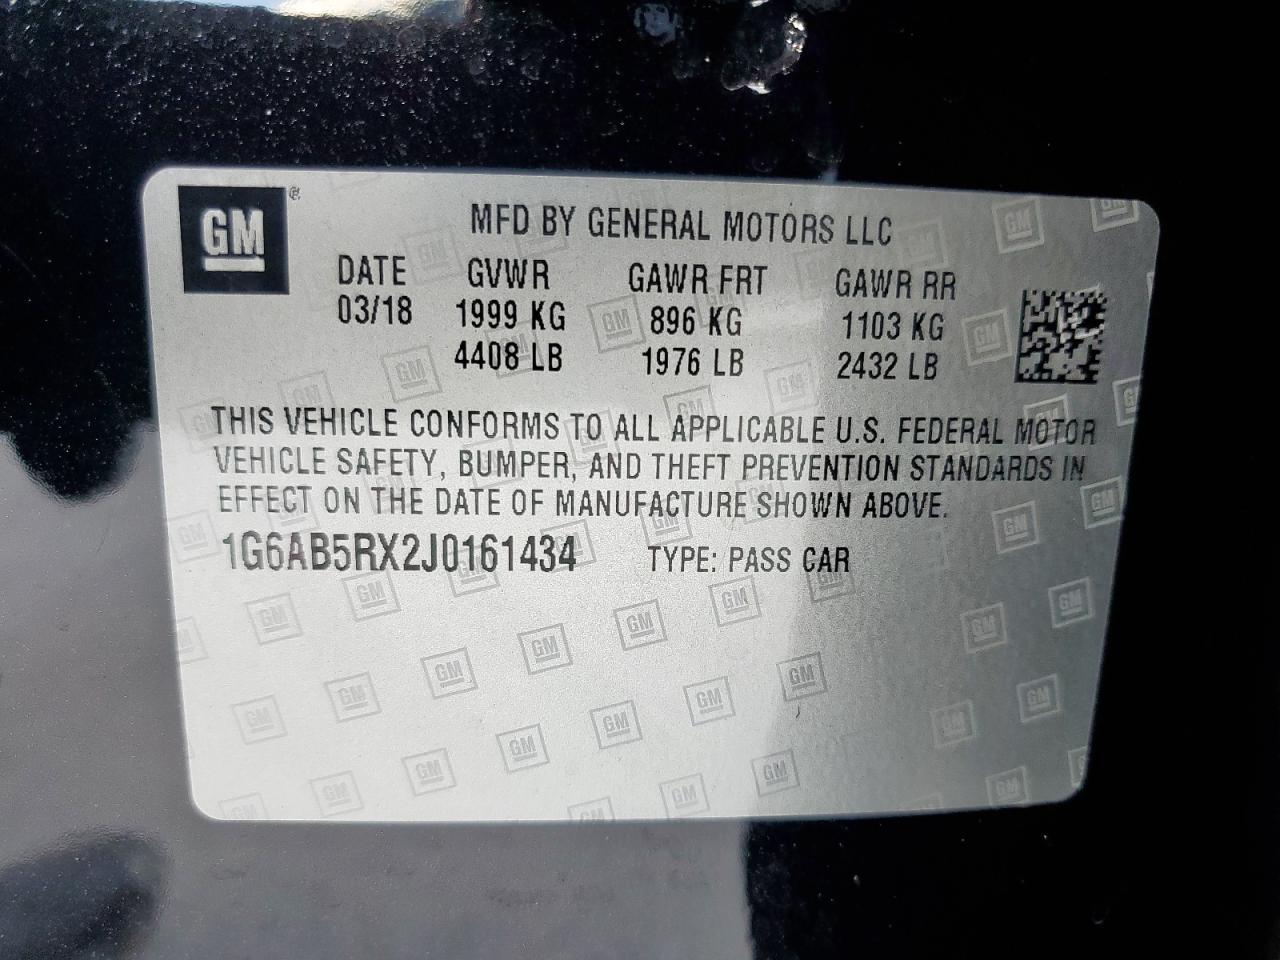 GM
MFD BY GENERAL MOTORS LLC
DATE GVWR GAWR FRT GAWR RR
03/18 1999 KG 896 KG 1103 KG
4408 LB 1976 LB 2432 LB
THIS VEHICLE CONFORMS TO ALL APPLICABLE U.S. FEDERAL MOTOR
VEHICLE SAFETY, BUMPER, AND THEFT PREVENTION STANDARDS IN
EFFECT ON THE DATE OF MANUFACTURE SHOWN ABOVE.
1G6AB5RX2J0161434 TYPE: PASS CAR